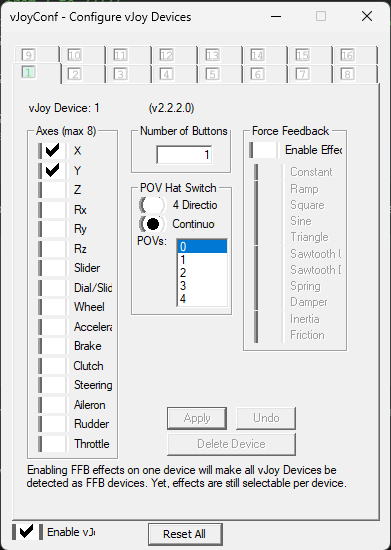 vJoyConf - Configure vJoy Devices
9 10 11 12 13 14 15 16
1 2 3 4 5 6 7 8
vJoy Device: 1 (v2.2.2.0)
Axes (max 8)
X
Y
Z
Rx
Ry
Rz
Slider
Dial/Slid
Wheel
Accelera
Brake
Clutch
Steering
Aileron
Rudder
Throttle
Number of Buttons
1
POV Hat Switch
4 Directio
Continuo
POVs:
0
1
2
3
4
Force Feedback
Enable Effec
Constant
Ramp
Square
Sine
Triangle
Sawtooth U
Sawtooth D
Spring
Damper
Inertia
Friction
Apply Undo
Delete Device
Enabling FFB effects on one device will make all vJoy Devices be
detected as FFB devices. Yet, effects are still selectable per device.
Enable vJo Reset All